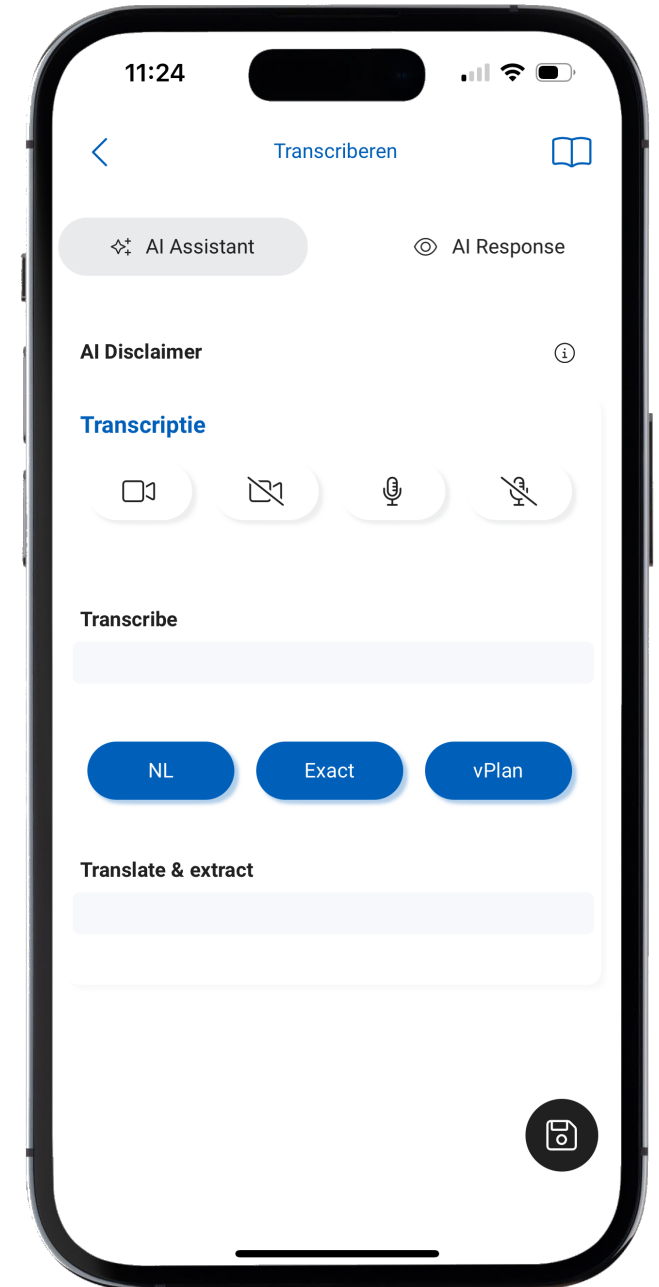 11:24
Transcriberen
AI Assistant
AI Response
AI Disclaimer
Transcriptie
Transcribe
NL
Exact
vPlan
Translate & extract